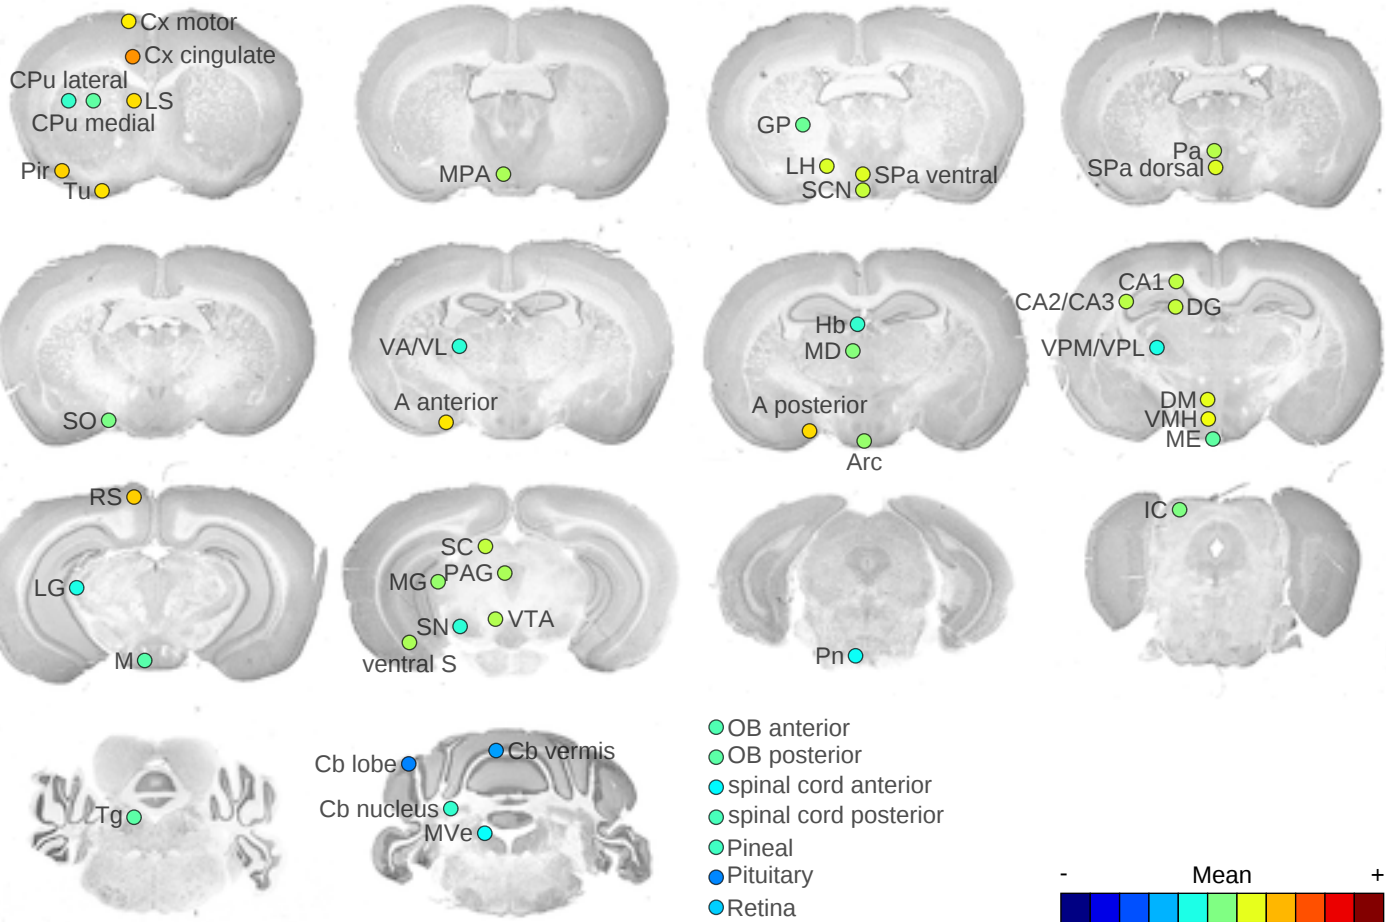 Cx motor
Cx cingulate
CPu lateral
LS
CPu medial
Pir
Tu
MPA
GP
LH
SPa ventral
SCN
Pa
SPa dorsal
SO
VA/VL
A anterior
Hb
MD
A posterior
Arc
CA1
CA2/CA3
DG
VPM/VPL
DM
VMH
ME
RS
LG
M
SC
PAG
MG
VTA
SN
ventral S
Pn
IC
Tg
Cb lobe
Cb vermis
Cb nucleus
MVe
OB anterior
OB posterior
spinal cord anterior
spinal cord posterior
Pineal
Pituitary
Retina
- Mean +